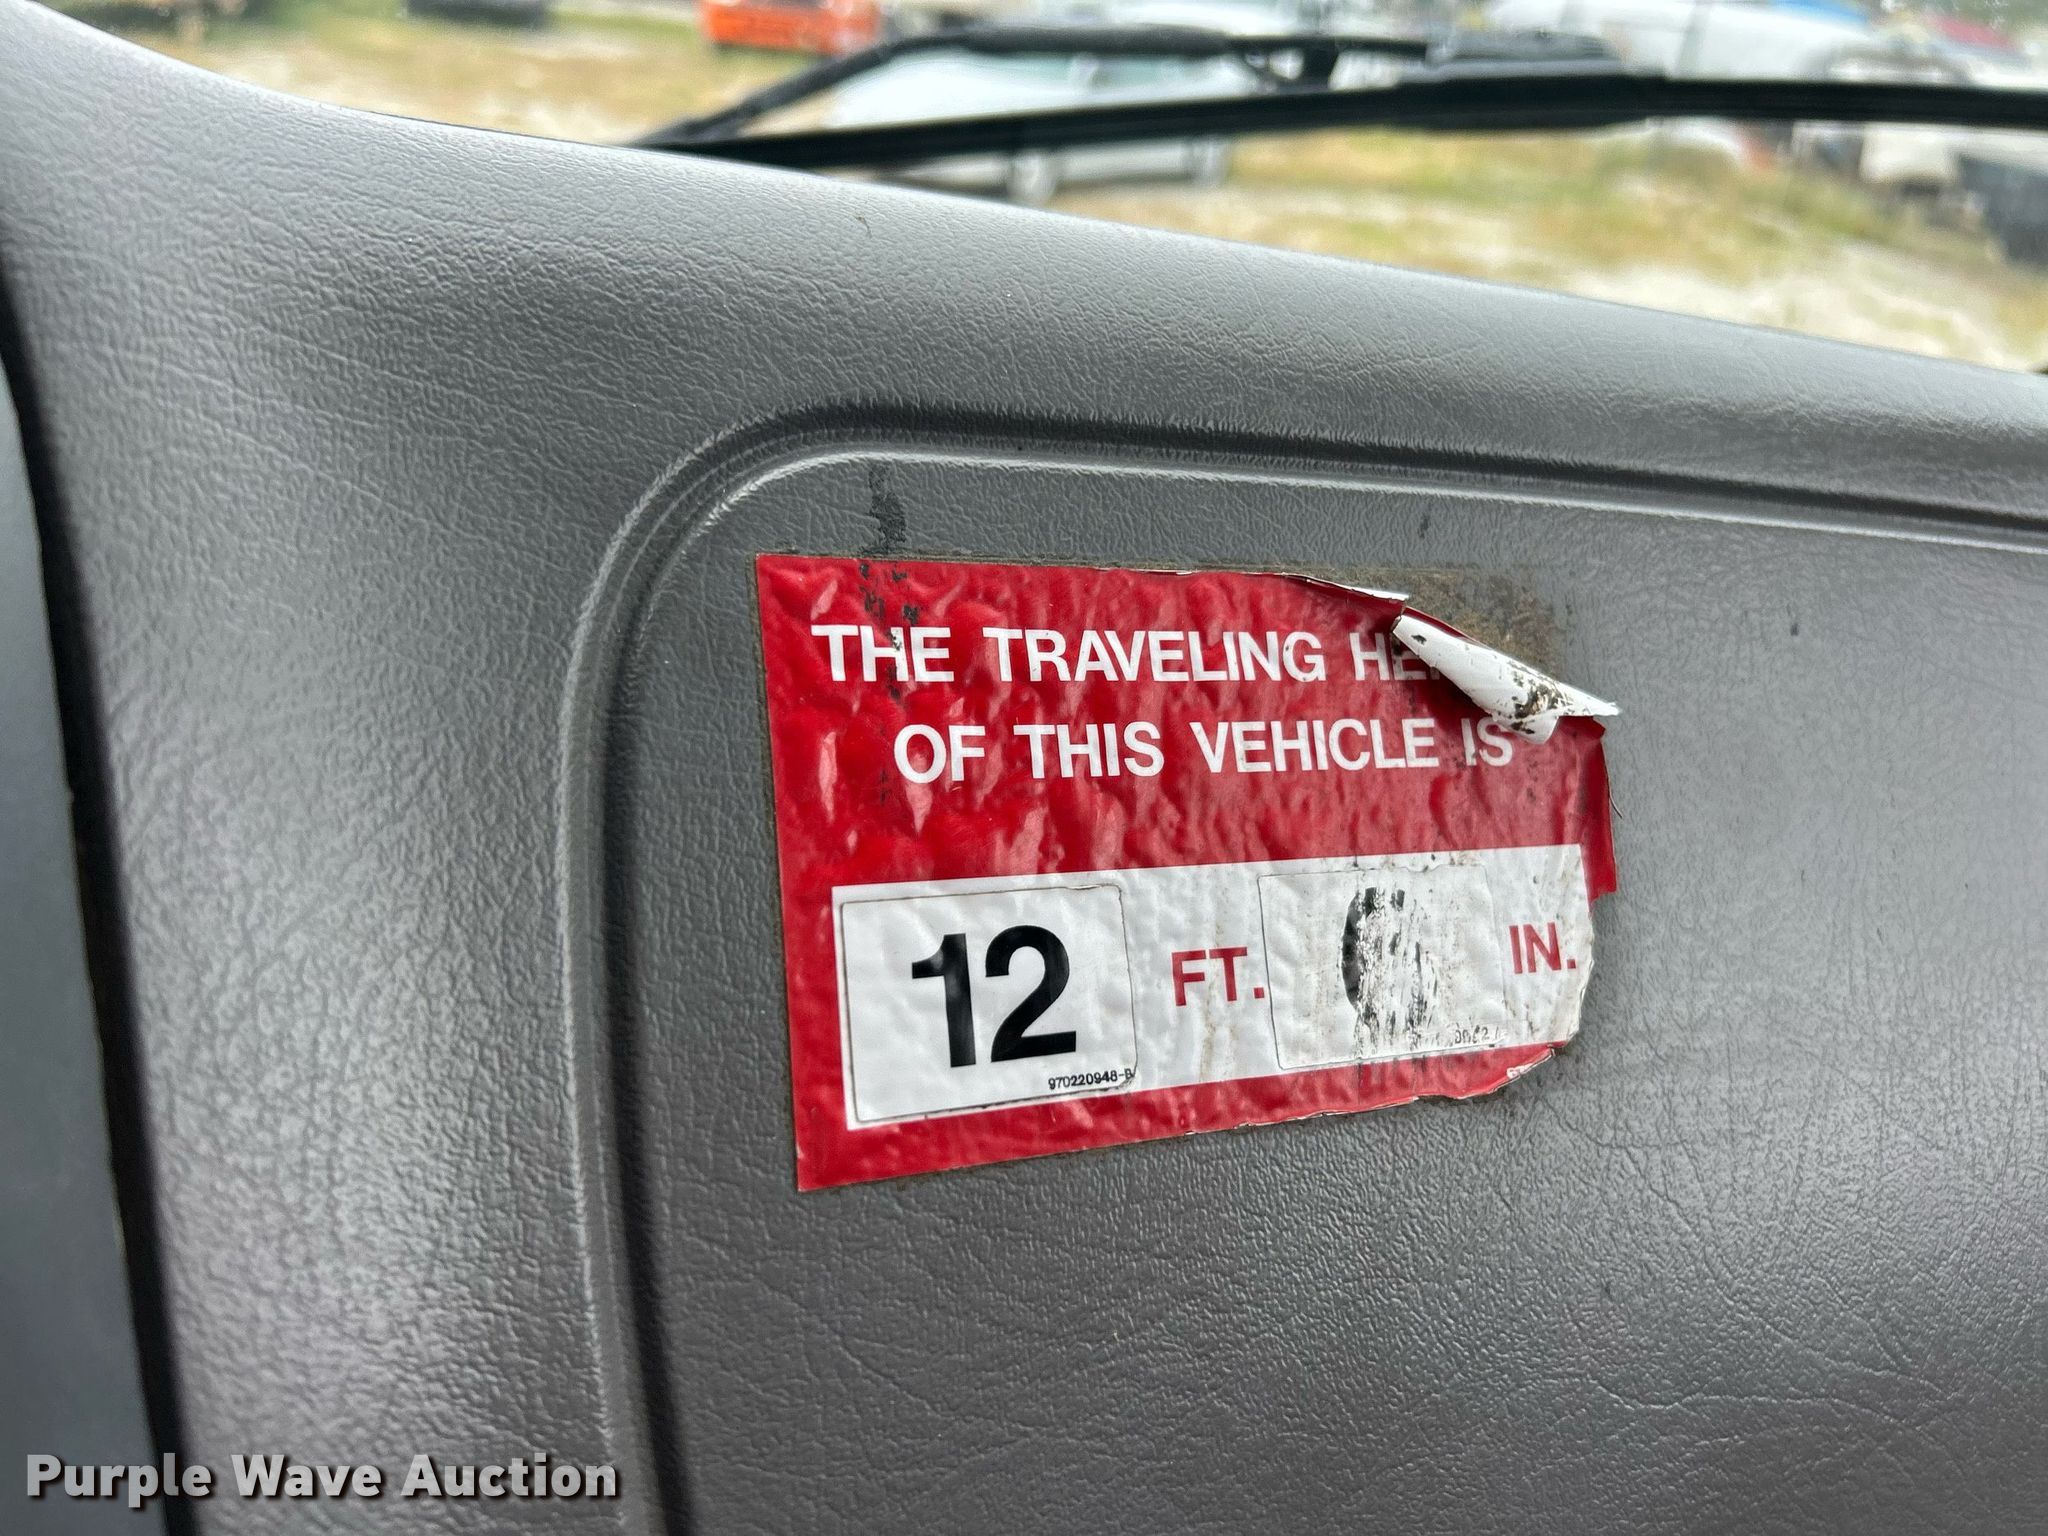 THE TRAVELING
OF THIS VEHICLE IS
12 FT. IN.
970220948-B
Purple Wave Auction